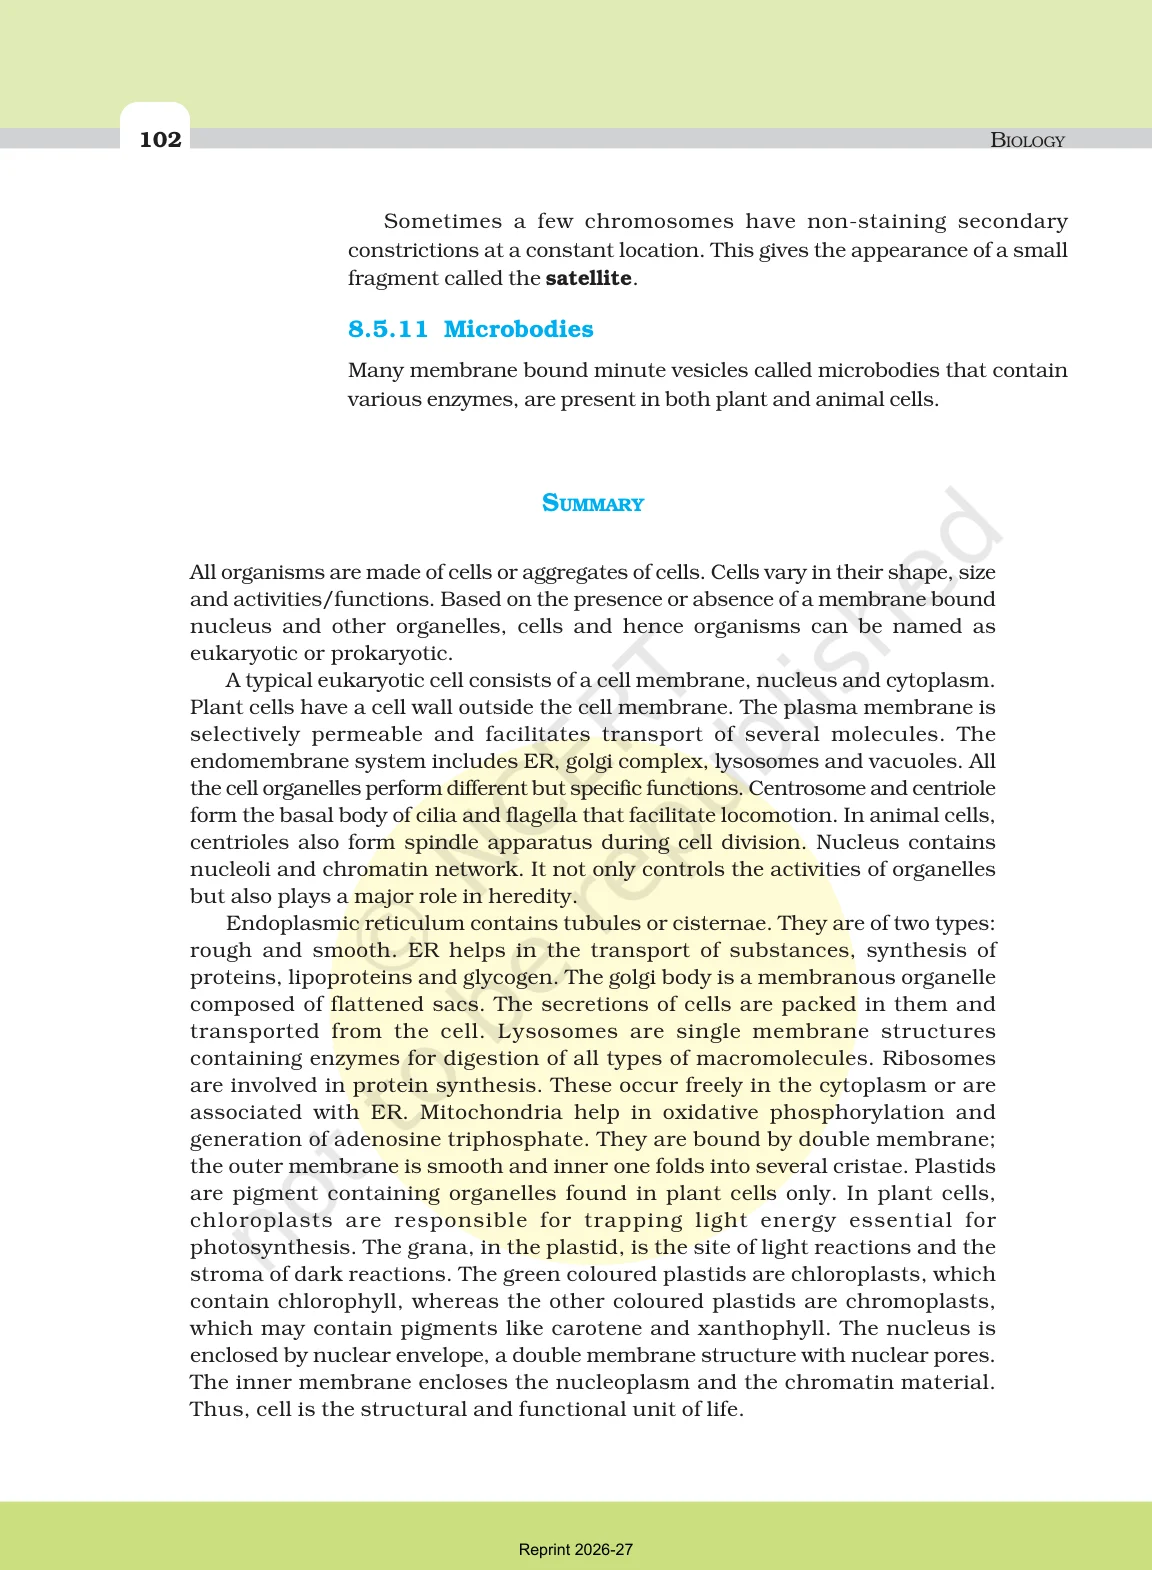 102
BIOLOGY
Sometimes a few chromosomes have non-staining secondary
constrictions at a constant location. This gives the appearance of a small
fragment called the satellite.
8.5.11 Microbodies
Many membrane bound minute vesicles called microbodies that contain
various enzymes, are present in both plant and animal cells.
SUMMARY
All organisms are made of cells or aggregates of cells. Cells vary in their shape, size
and activities/functions. Based on the presence or absence of a membrane bound
nucleus and other organelles, cells and hence organisms can be named as
eukaryotic or prokaryotic.
A typical eukaryotic cell consists of a cell membrane, nucleus and cytoplasm.
Plant cells have a cell wall outside the cell membrane. The plasma membrane is
selectively permeable and facilitates transport of several molecules. The
endomembrane system includes ER, golgi complex, lysosomes and vacuoles. All
the cell organelles perform different but specific functions. Centrosome and centriole
form the basal body of cilia and flagella that facilitate locomotion. In animal cells,
centrioles also form spindle apparatus during cell division. Nucleus contains
nucleoli and chromatin network. It not only controls the activities of organelles
but also plays a major role in heredity.
Endoplasmic reticulum contains tubules or cisternae. They are of two types:
rough and smooth. ER helps in the transport of substances, synthesis of
proteins, lipoproteins and glycogen. The golgi body is a membranous organelle
composed of flattened sacs. The secretions of cells are packed in them and
transported from the cell. Lysosomes are single membrane structures
containing enzymes for digestion of all types of macromolecules. Ribosomes
are involved in protein synthesis. These occur freely in the cytoplasm or are
associated with ER. Mitochondria help in oxidative phosphorylation and
generation of adenosine triphosphate. They are bound by double membrane;
the outer membrane is smooth and inner one folds into several cristae. Plastids
are pigment containing organelles found in plant cells only. In plant cells,
chloroplasts are responsible for trapping light energy essential for
photosynthesis. The grana, in the plastid, is the site of light reactions and the
stroma of dark reactions. The green coloured plastids are chloroplasts, which
contain chlorophyll, whereas the other coloured plastids are chromoplasts,
which may contain pigments like carotene and xanthophyll. The nucleus is
enclosed by nuclear envelope, a double membrane structure with nuclear pores.
The inner membrane encloses the nucleoplasm and the chromatin material.
Thus, cell is the structural and functional unit of life.
© NCERT
not to be republished
Reprint 2026-27